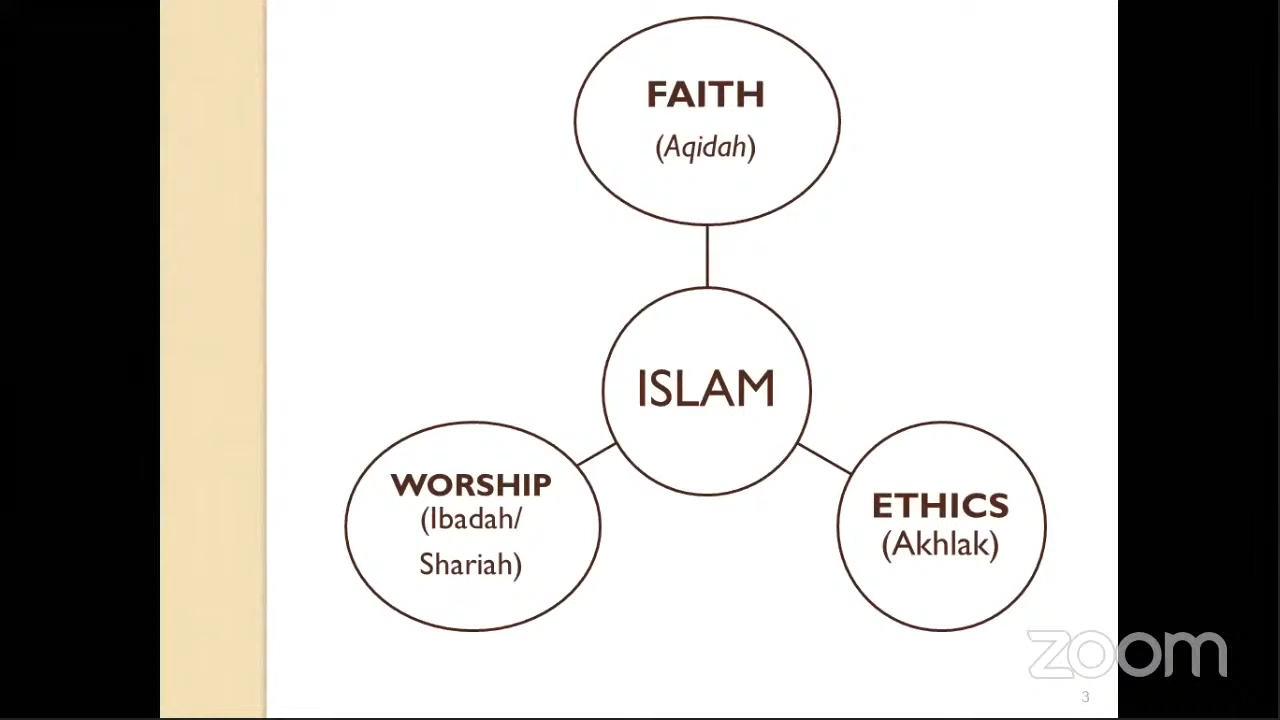 FAITH
(Aqidah)
ISLAM
WORSHIP
(Ibadah/
Shariah)
ETHICS
(Akhlak)
zoom
3